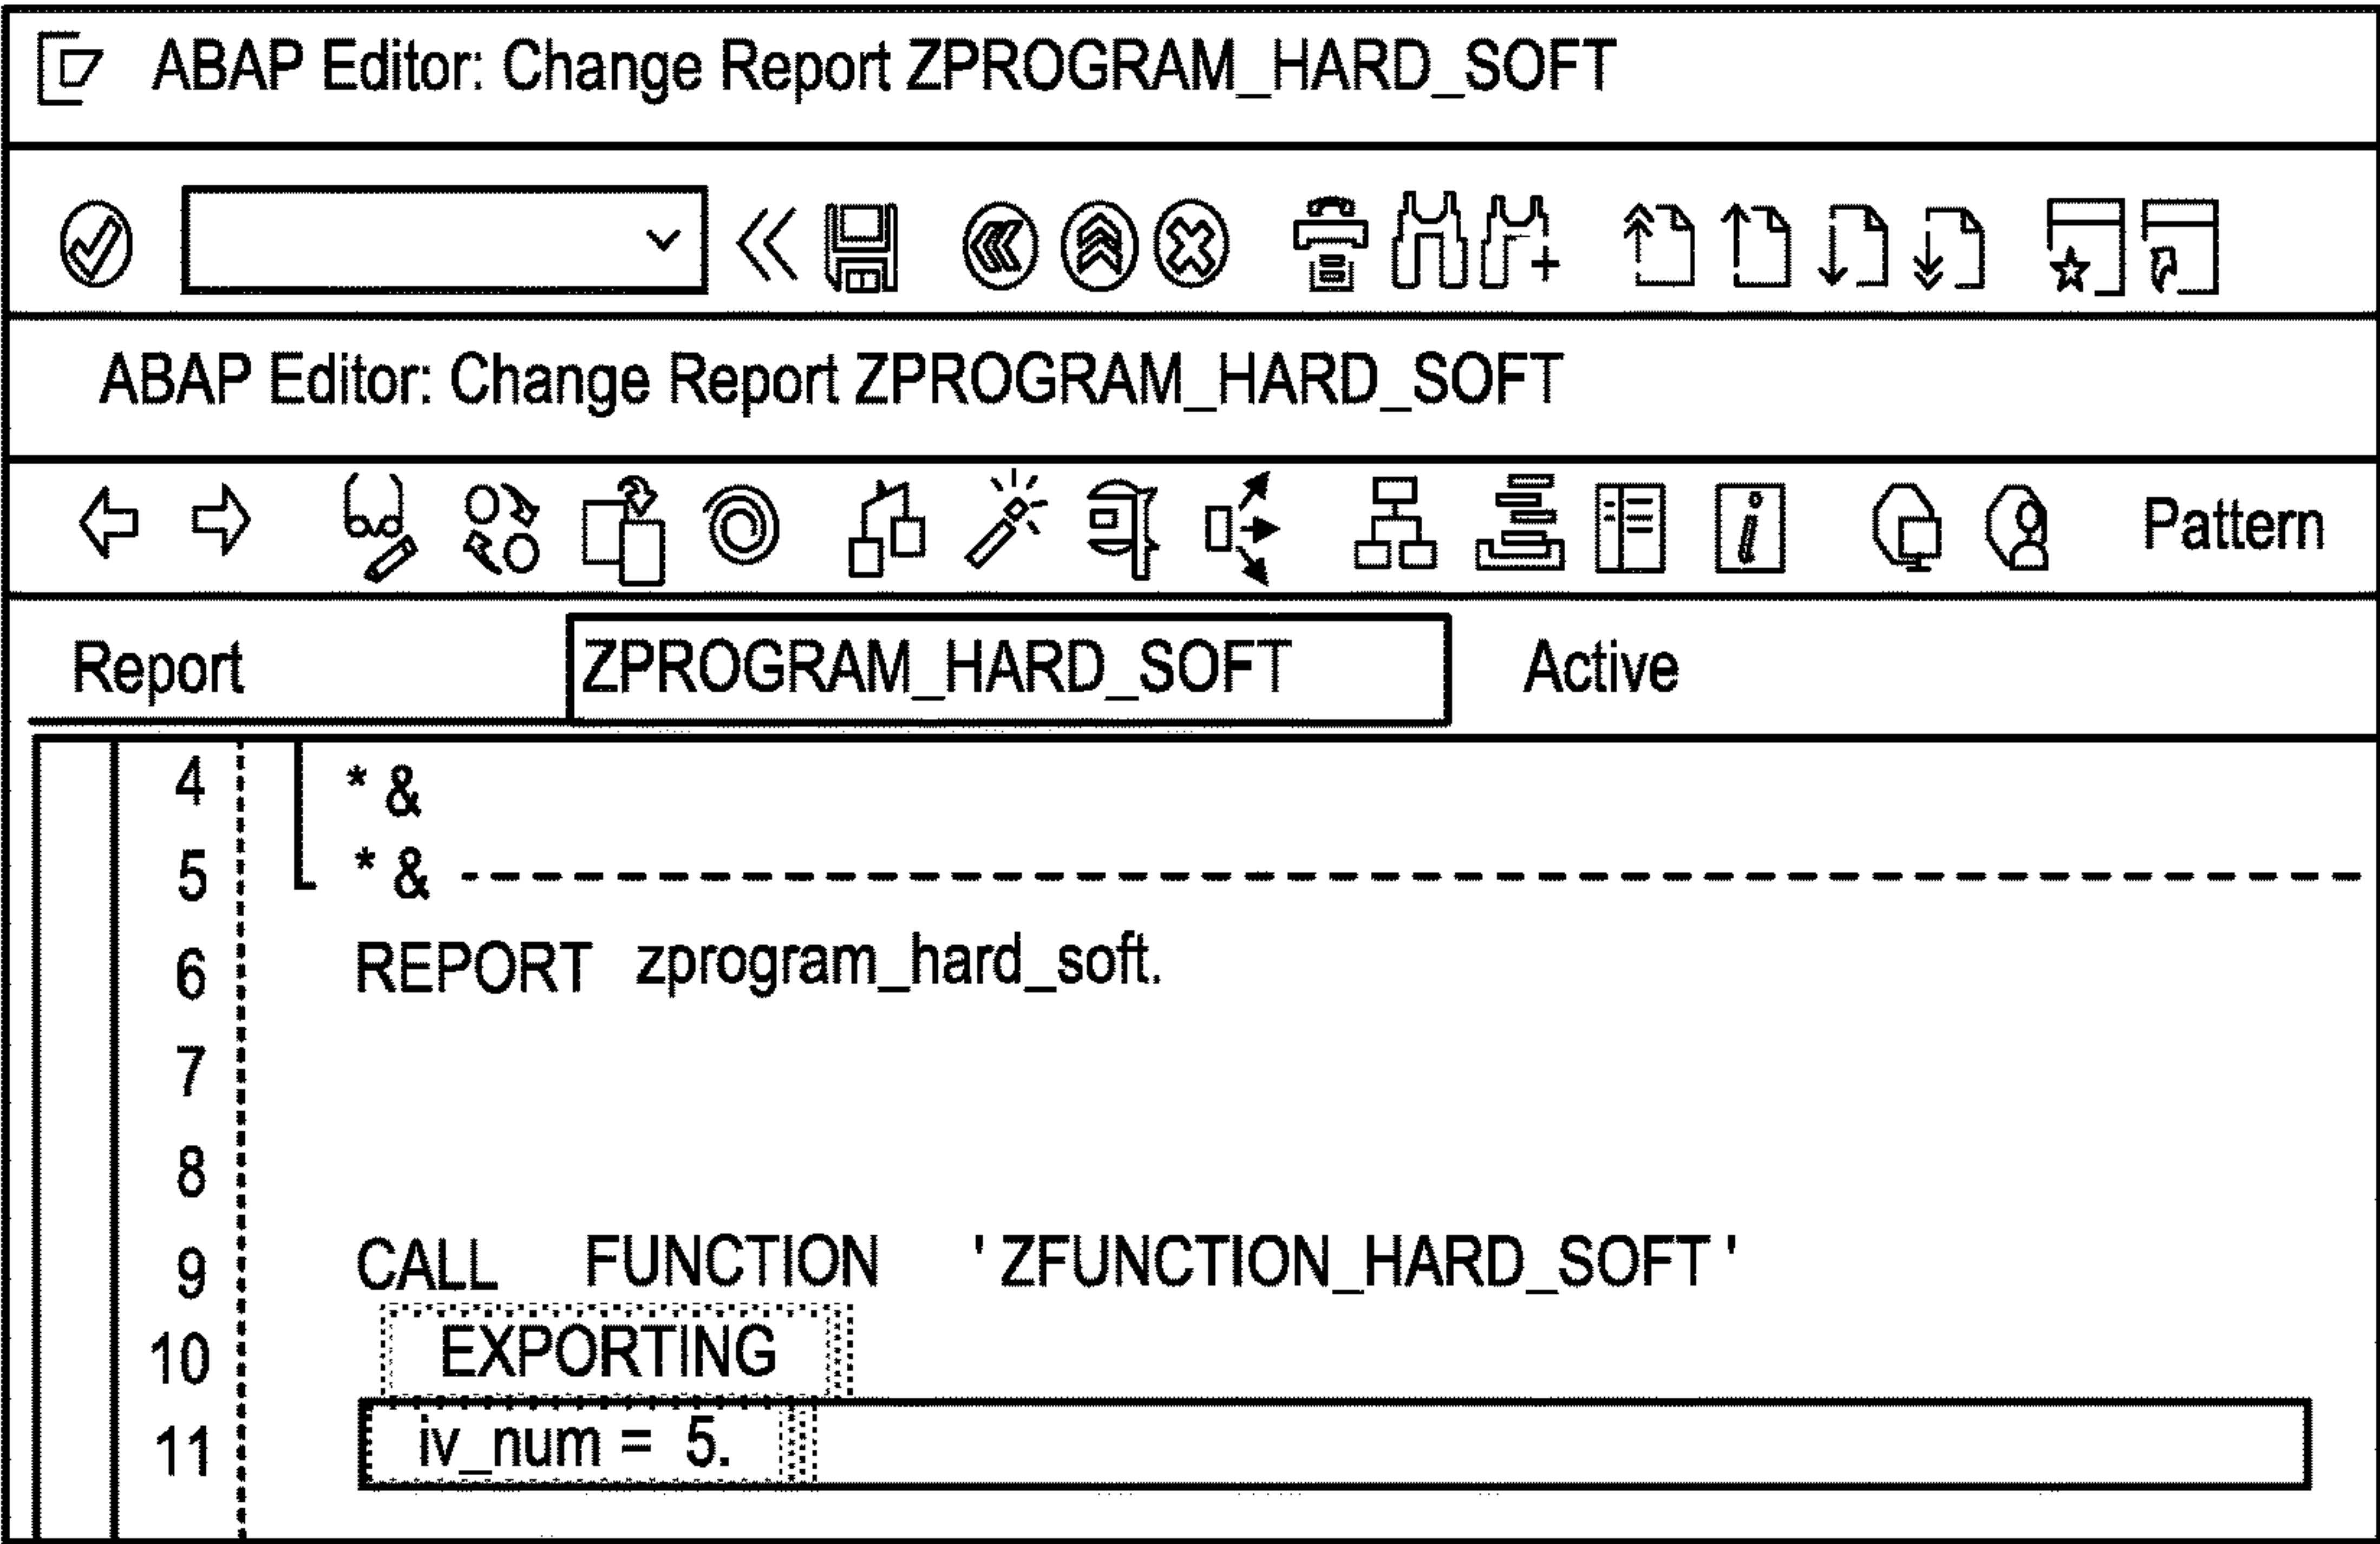 ABAP Editor: Change Report ZPROGRAM_HARD_SOFT
ABAP Editor: Change Report ZPROGRAM_HARD_SOFT
Pattern
Report ZPROGRAM_HARD_SOFT Active
4 * &
5 * & - - - - - - - - - - - - - - - - - - - - - - - - - - - - - - - - - - - - - - - - - - - - -
6 REPORT zprogram_hard_soft.
7
8
9 CALL FUNCTION ' ZFUNCTION_HARD_SOFT '
10 EXPORTING
11 iv_num = 5.